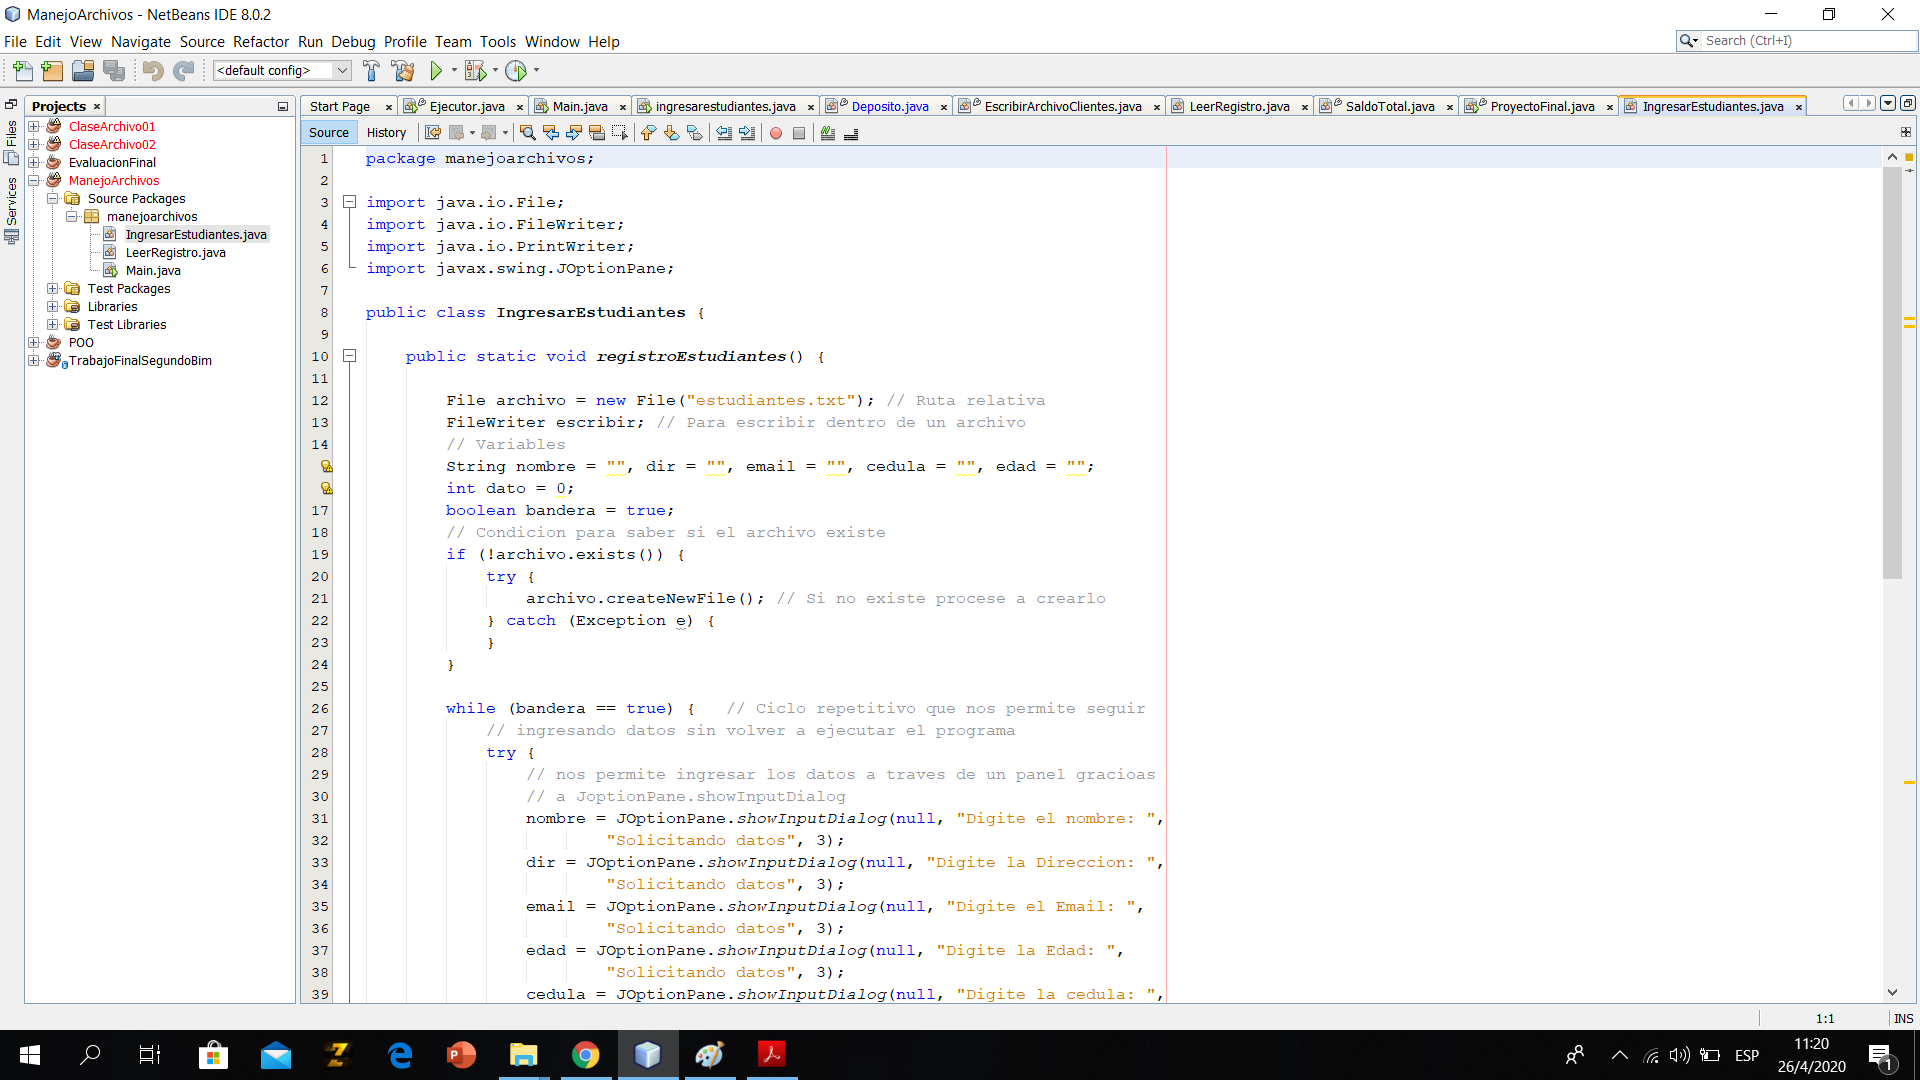 ManejoArchivos - NetBeans IDE 8.0.2
File Edit View Navigate Source Refactor Run Debug Profile Team Tools Window Help
Search (Ctrl+I)
<default config>
Projects
Start Page Ejecutor.java Main.java ingresarestudiantes.java Deposito.java EscribirArchivoClientes.java LeerRegistro.java SaldoTotal.java ProyectoFinal.java IngresarEstudiantes.java
Files
Services
ClaseArchivo01
ClaseArchivo02
EvaluacionFinal
ManejoArchivos
Source Packages
manejoarchivos
IngresarEstudiantes.java
LeerRegistro.java
Main.java
Test Packages
Libraries
Test Libraries
POO
TrabajoFinalSegundoBim
Source History
1 package manejoarchivos;
2
3 import java.io.File;
4 import java.io.FileWriter;
5 import java.io.PrintWriter;
6 import javax.swing.JOptionPane;
7
8 public class IngresarEstudiantes {
9
10 public static void registroEstudiantes() {
11
12 File archivo = new File("estudiantes.txt"); // Ruta relativa
13 FileWriter escribir; // Para escribir dentro de un archivo
14 // Variables
String nombre = "", dir = "", email = "", cedula = "", edad = "";
int dato = 0;
17 boolean bandera = true;
18 // Condicion para saber si el archivo existe
19 if (!archivo.exists()) {
20 try {
21 archivo.createNewFile(); // Si no existe procese a crearlo
22 } catch (Exception e) {
23 }
24 }
25
26 while (bandera == true) { // Ciclo repetitivo que nos permite seguir
27 // ingresando datos sin volver a ejecutar el programa
28 try {
29 // nos permite ingresar los datos a traves de un panel gracioas
30 // a JoptionPane.showInputDialog
31 nombre = JOptionPane.showInputDialog(null, "Digite el nombre: ",
32 "Solicitando datos", 3);
33 dir = JOptionPane.showInputDialog(null, "Digite la Direccion: ",
34 "Solicitando datos", 3);
35 email = JOptionPane.showInputDialog(null, "Digite el Email: ",
36 "Solicitando datos", 3);
37 edad = JOptionPane.showInputDialog(null, "Digite la Edad: ",
38 "Solicitando datos", 3);
39 cedula = JOptionPane.showInputDialog(null, "Digite la cedula: ",
1:1 INS
ESP
11:20
26/4/2020
1